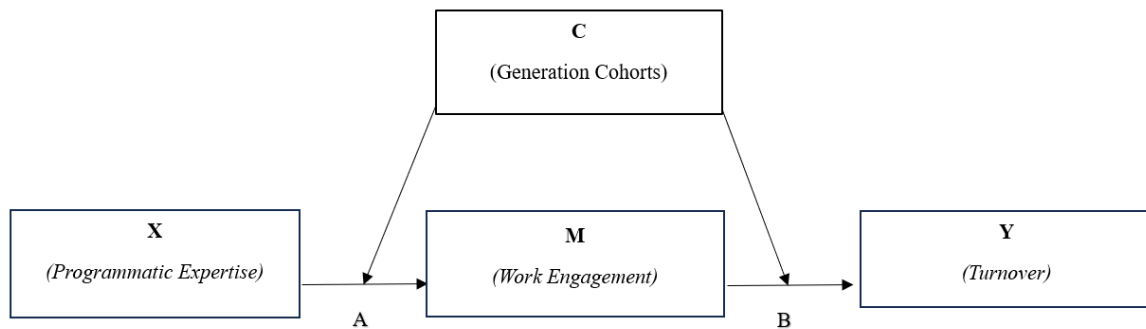 C
(Generation Cohorts)
X
(Programmatic Expertise)
M
(Work Engagement)
Y
(Turnover)
A
B